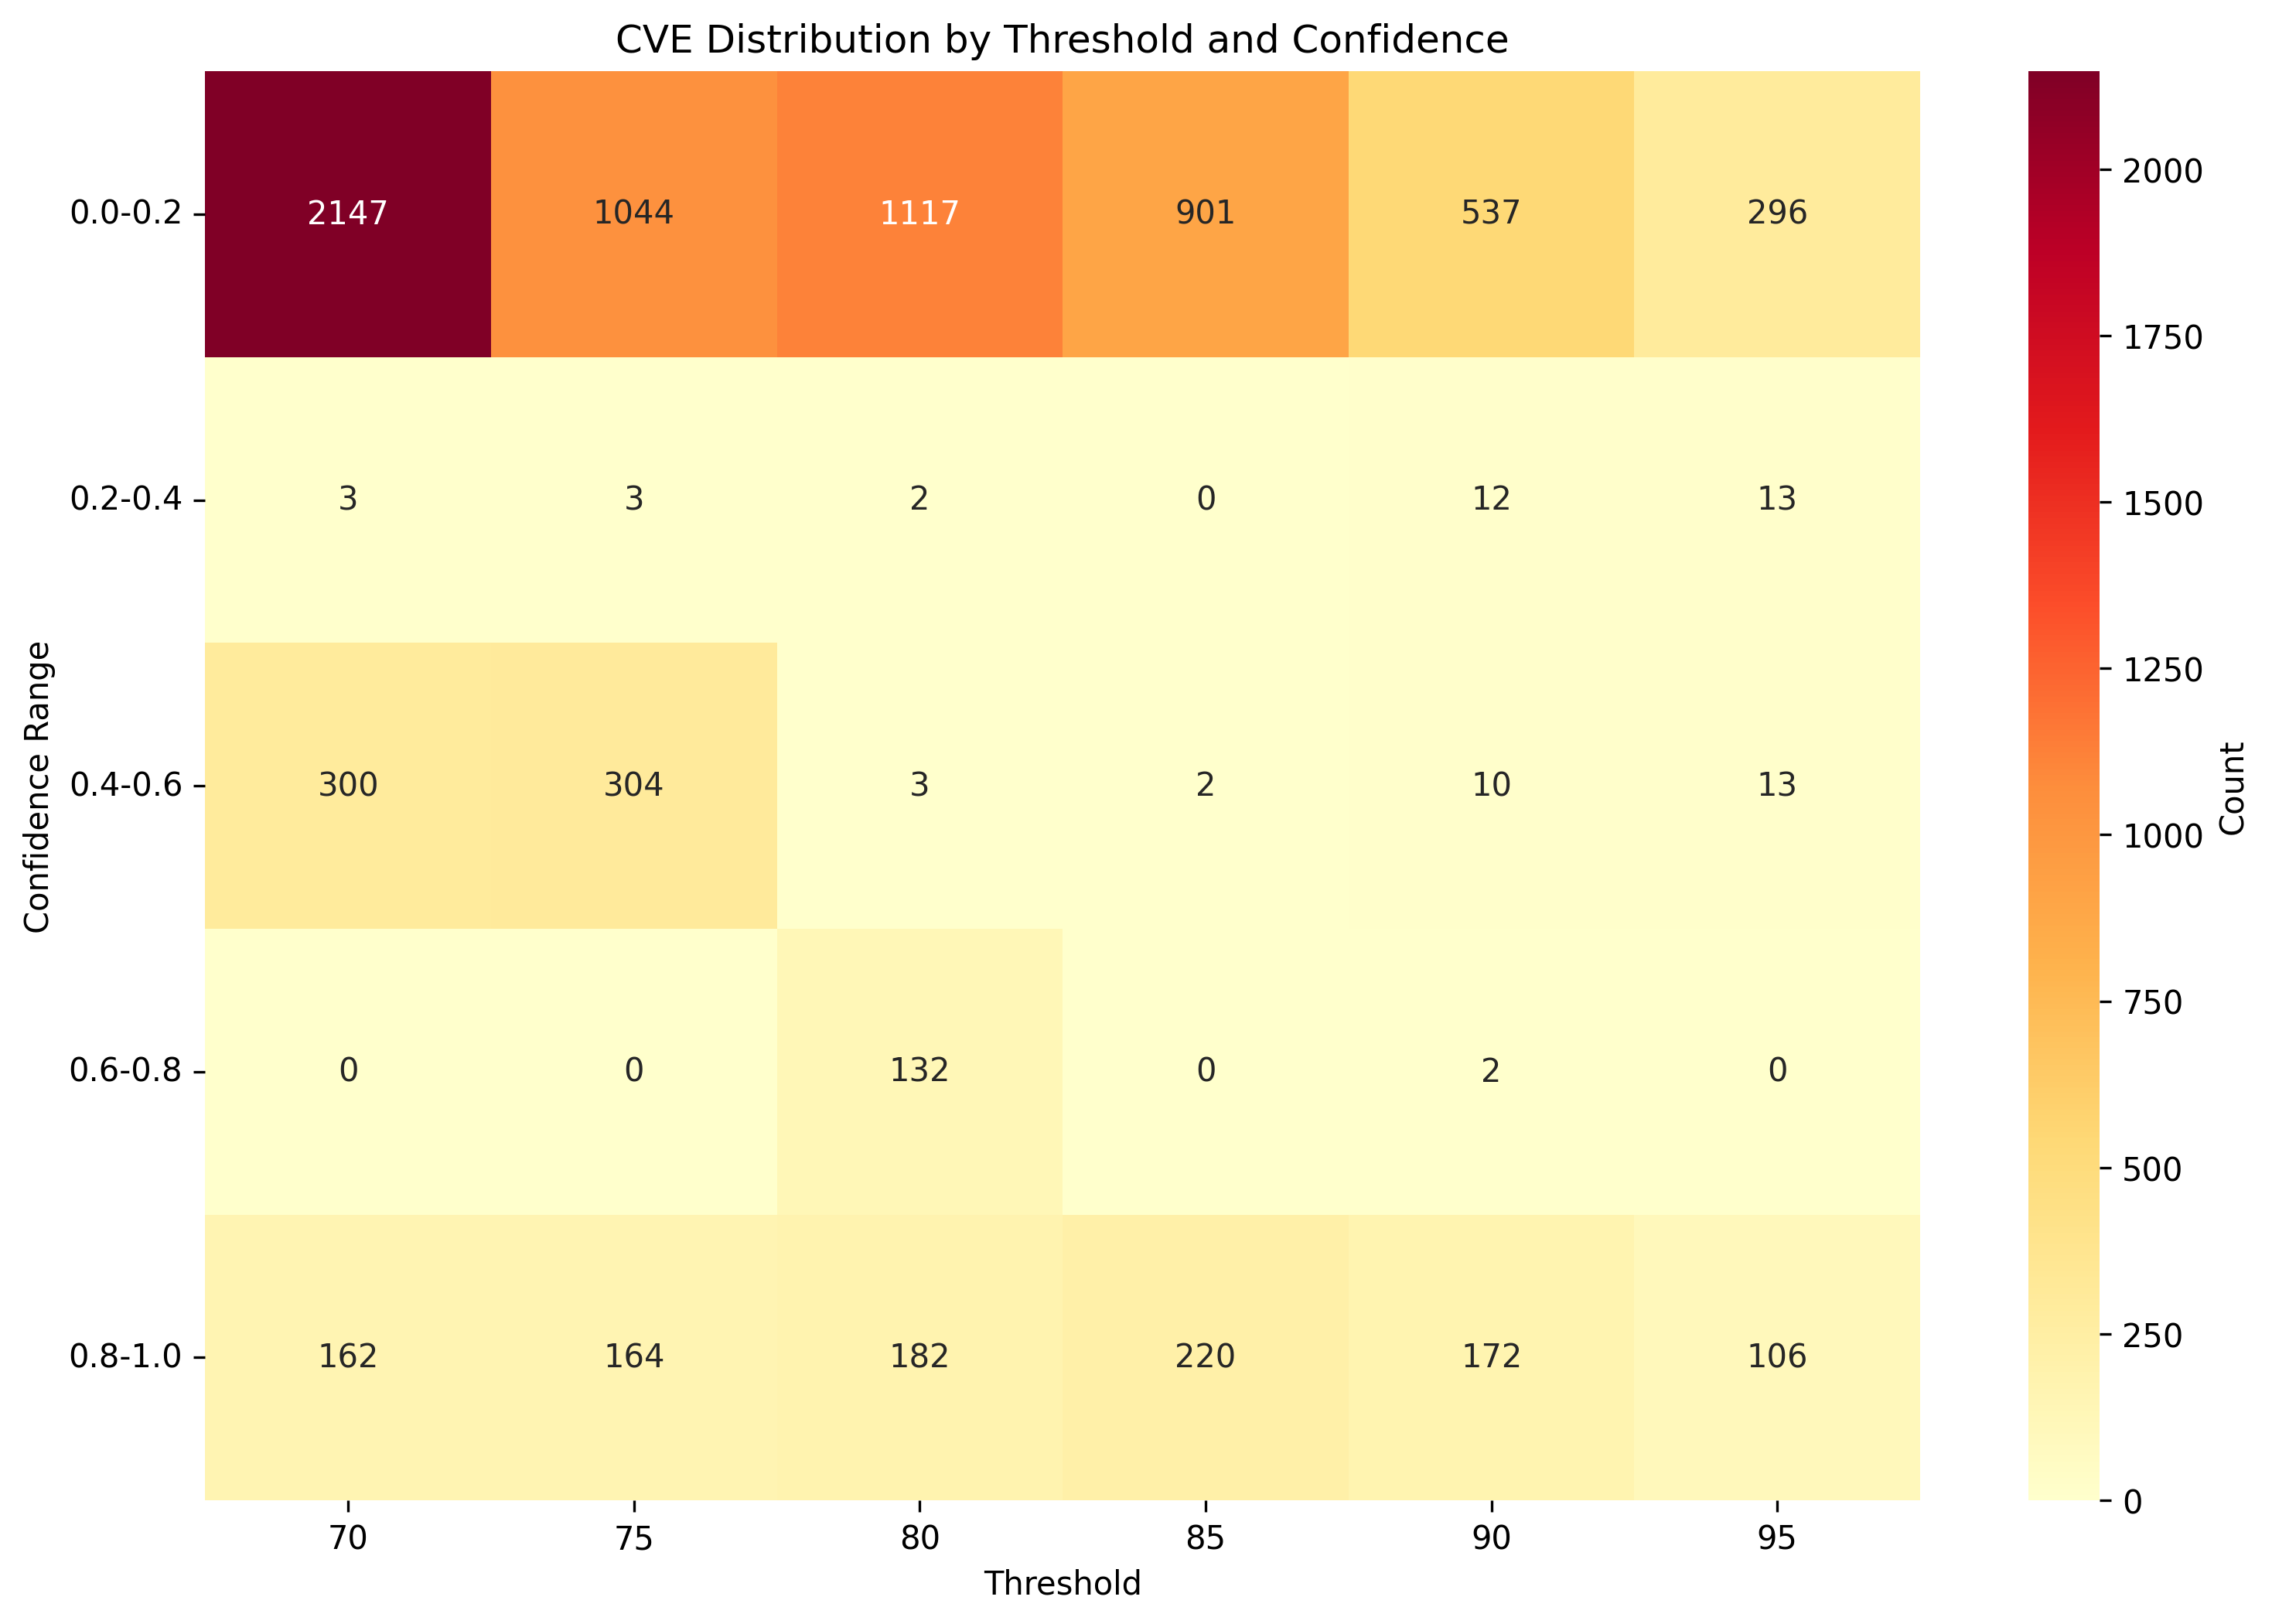 CVE Distribution by Threshold and Confidence
Confidence Range
0.0-0.2 2147 1044 1117 901 537 296
0.2-0.4 3 3 2 0 12 13
0.4-0.6 300 304 3 2 10 13
0.6-0.8 0 0 132 0 2 0
0.8-1.0 162 164 182 220 172 106
70 75 80 85 90 95
Threshold
2000
1750
1500
1250
1000
750
500
250
0
Count